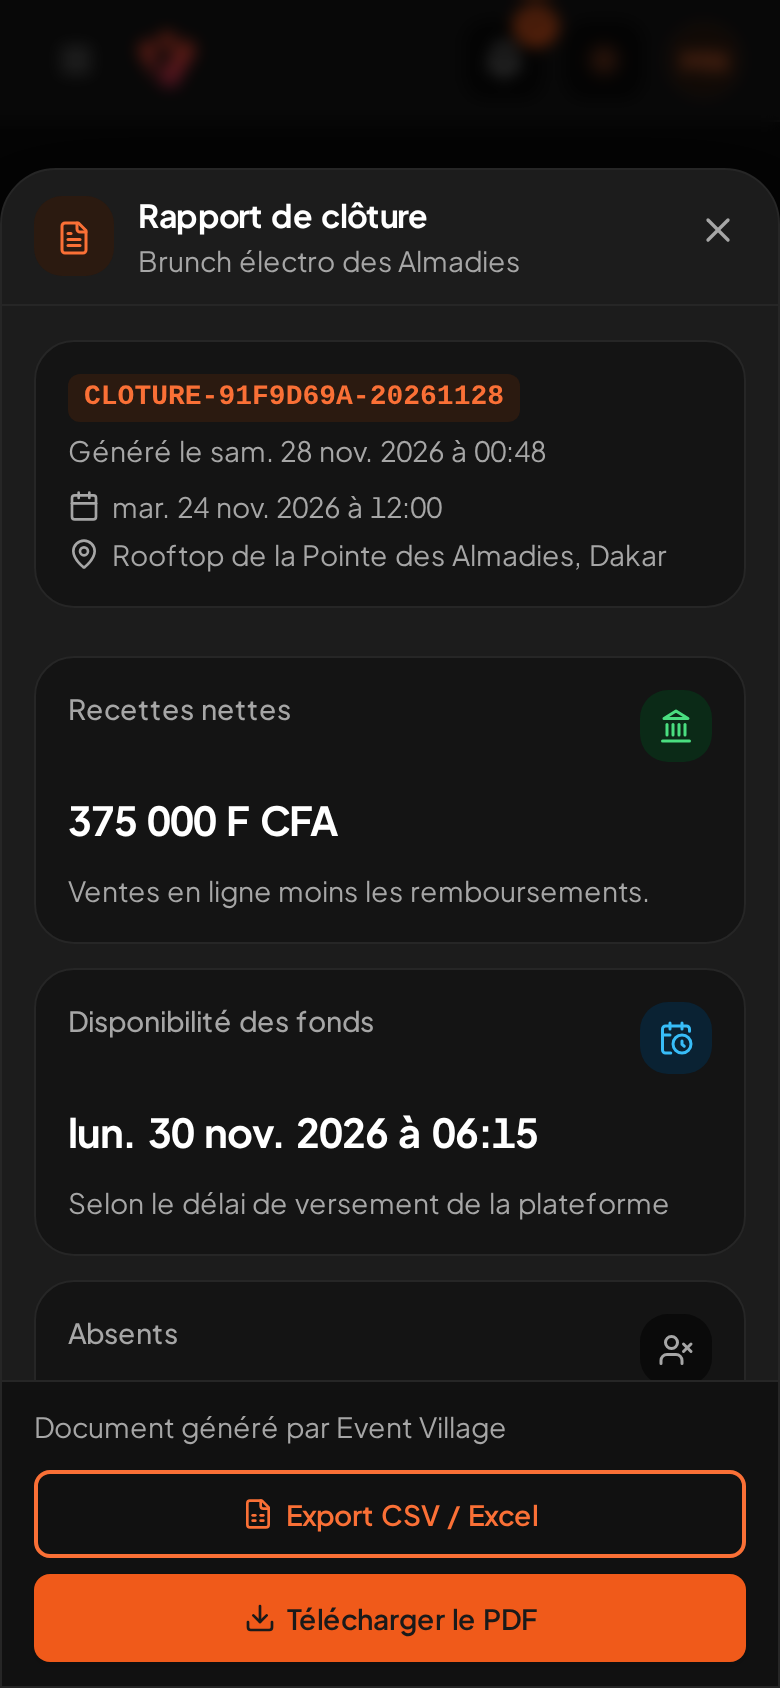 Rapport de clôture
Brunch électro des Almadies
CLOTURE-91F9D69A-20261128
Généré le sam. 28 nov. 2026 à 00:48
mar. 24 nov. 2026 à 12:00
Rooftop de la Pointe des Almadies, Dakar
Recettes nettes
375 000 F CFA
Ventes en ligne moins les remboursements.
Disponibilité des fonds
lun. 30 nov. 2026 à 06:15
Selon le délai de versement de la plateforme
Absents
Document généré par Event Village
Export CSV / Excel
Télécharger le PDF